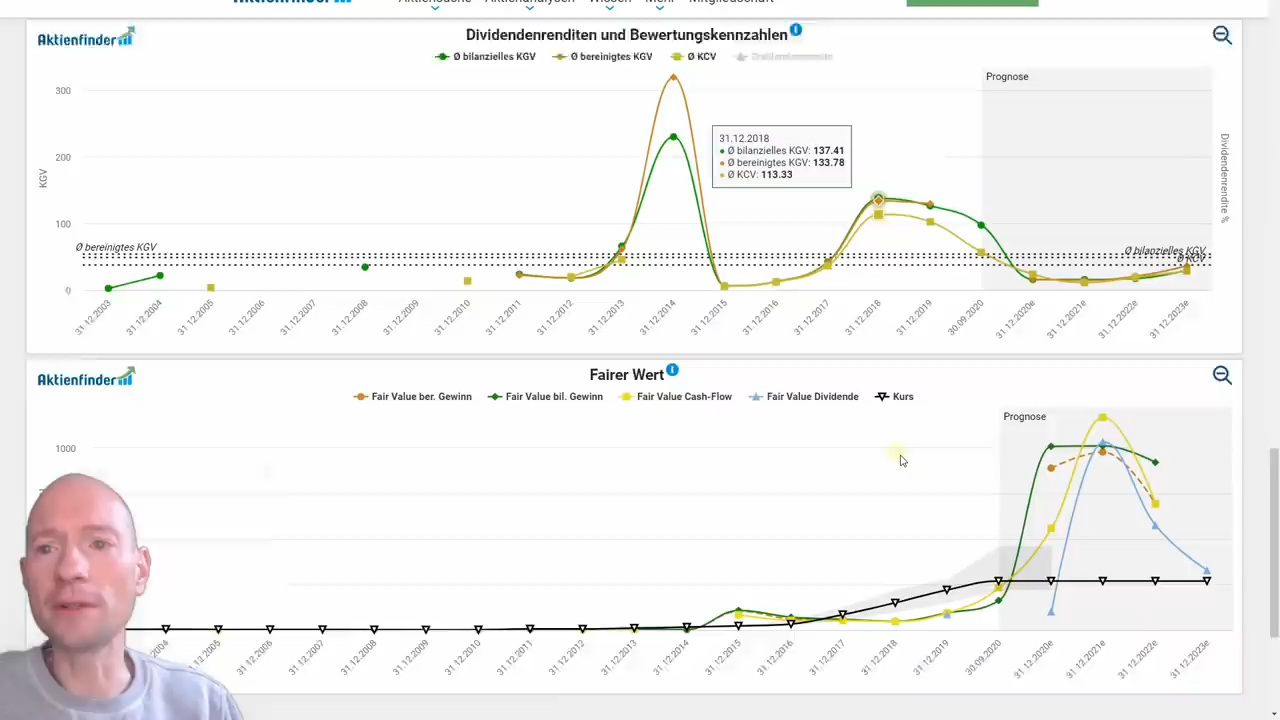 Aktiensuche Aktienanalysen Wissen Mehr Mitgliedschaft
Aktienfinder
Dividendenrenditen und Bewertungskennzahlen
Ø bilanzielles KGV Ø bereinigtes KGV Ø KCV Dividendenrendite
Prognose
300
200
100
0
KGV
Dividendenrendite %
31.12.2018
Ø bilanzielles KGV: 137.41
Ø bereinigtes KGV: 133.78
Ø KCV: 113.33
Ø bereinigtes KGV
Ø bilanzielles KGV
Ø KCV
31.12.2003 31.12.2004 31.12.2005 31.12.2006 31.12.2007 31.12.2008 31.12.2009 31.12.2010 31.12.2011 31.12.2012 31.12.2013 31.12.2014 31.12.2015 31.12.2016 31.12.2017 31.12.2018 31.12.2019 30.09.2020 31.12.2020e 31.12.2021e 31.12.2022e 31.12.2023e
Aktienfinder
Fairer Wert
Fair Value ber. Gewinn Fair Value bil. Gewinn Fair Value Cash-Flow Fair Value Dividende Kurs
Prognose
1000
2004 31.12.2005 31.12.2006 31.12.2007 31.12.2008 31.12.2009 31.12.2010 31.12.2011 31.12.2012 31.12.2013 31.12.2014 31.12.2015 31.12.2016 31.12.2017 31.12.2018 31.12.2019 30.09.2020 31.12.2020e 31.12.2021e 31.12.2022e 31.12.2023e